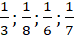 1/3 ; 1/8 ; 1/6 ; 1/7